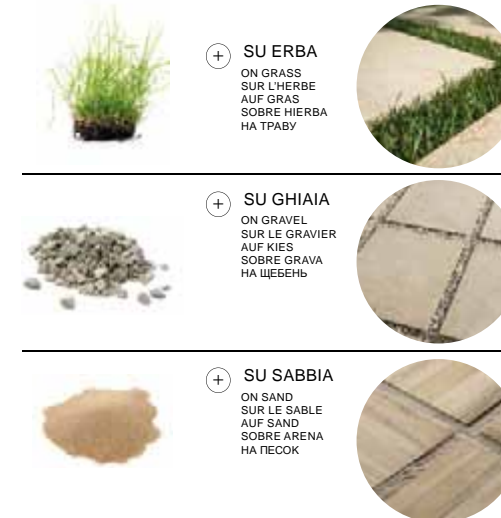 SU ERBA
ON GRASS
SUR L'HERBE
AUF GRAS
SOBRE HIERBA
НА ТРАВУ
SU GHIAIA
ON GRAVEL
SUR LE GRAVIER
AUF KIES
SOBRE GRAVA
НА ЩЕБЕНЬ
SU SABBIA
ON SAND
SUR LE SABLE
AUF SAND
SOBRE ARENA
НА ПЕСОК